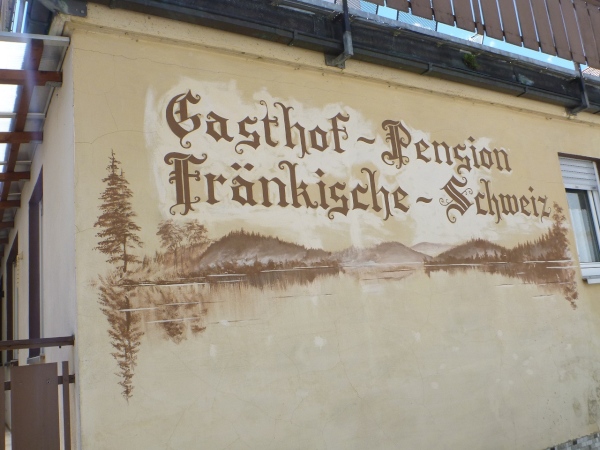 Gasthof - Pension
Fränkische - Schweiz